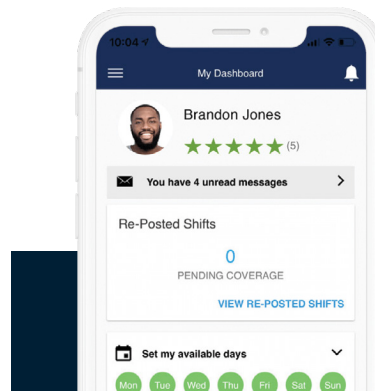 10:04
My Dashboard
Brandon Jones
(5)
You have 4 unread messages
Re-Posted Shifts
0
PENDING COVERAGE
VIEW RE-POSTED SHIFTS
Set my available days
Mon Tue Wed Thu Fri Sat Sun